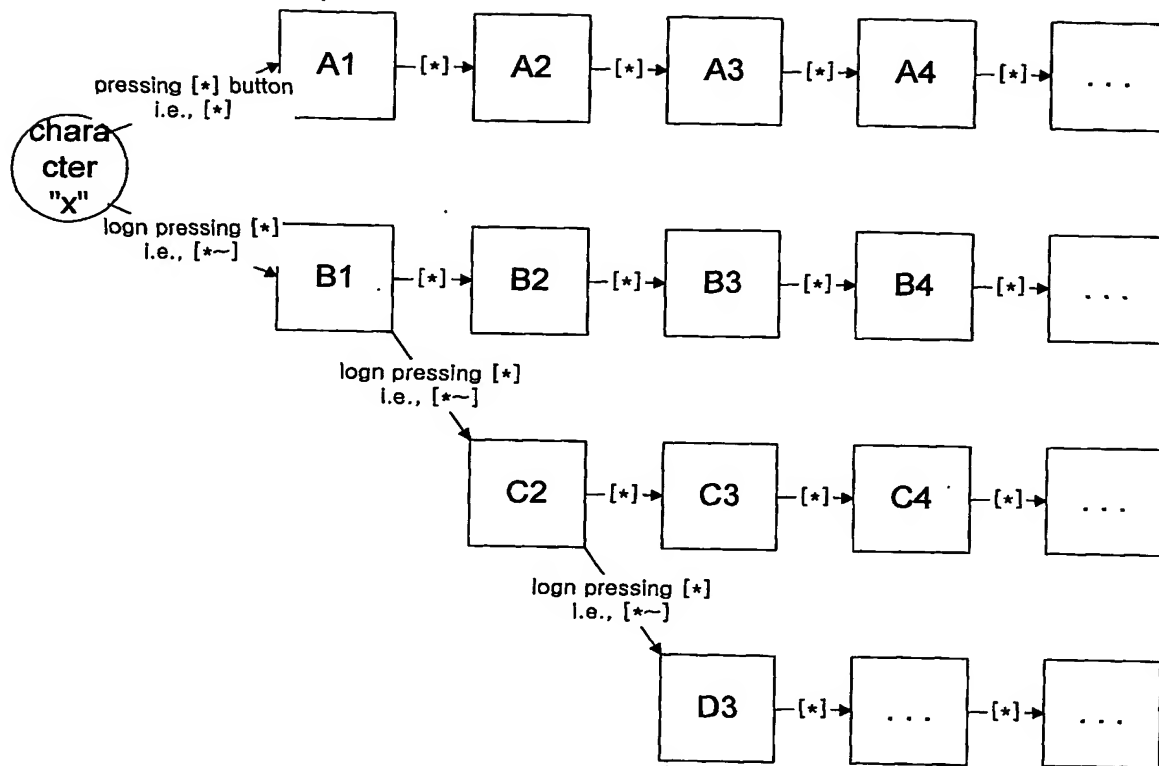 A1
[*]
A2
[*]
A3
[*]
A4
[*]
...
pressing [*] button
i.e., [*]
chara
cter
"x"
logn pressing [*]
i.e., [*~]
B1
[*]
B2
[*]
B3
[*]
B4
[*]
...
logn pressing [*]
i.e., [*~]
C2
[*]
C3
[*]
C4
[*]
...
logn pressing [*]
i.e., [*~]
D3
[*]
...
[*]
...